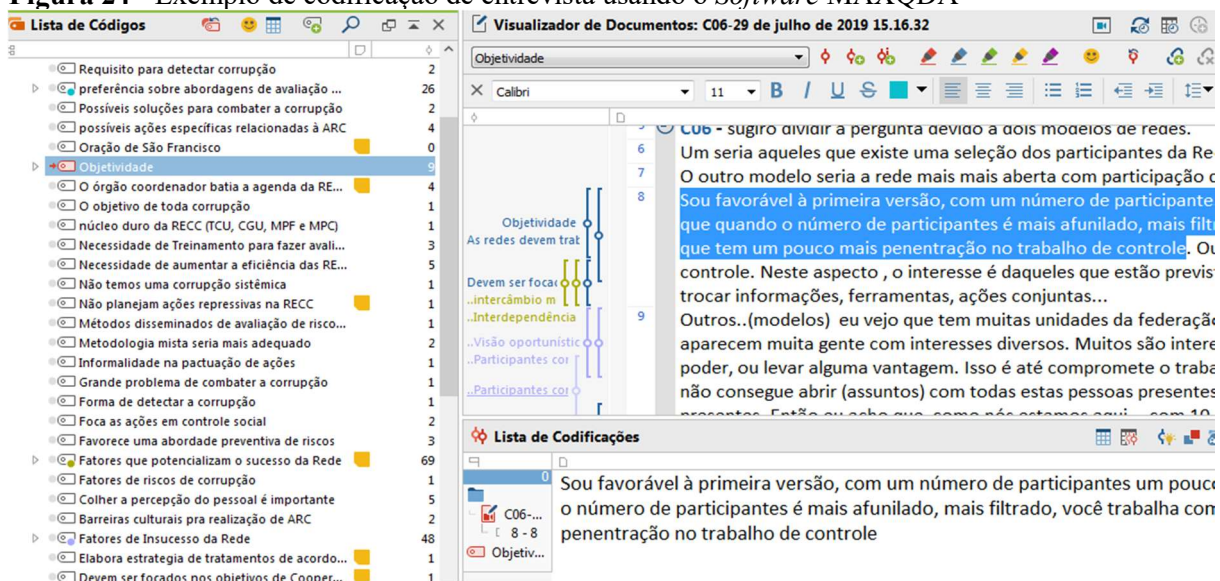 Figura 24 - Exemplo de codificação de entrevista usando o Software MAXQDA
Lista de Códigos
Requisito para detectar corrupção 2
preferência sobre abordagens de avaliação ... 26
Possíveis soluções para combater a corrupção 2
possíveis ações específicas relacionadas à ARC 4
Oração de São Francisco 0
Objetividade 9
O órgão coordenador batia a agenda da RE... 4
O objetivo de toda corrupção 1
núcleo duro da RECC (TCU, CGU, MPF e MPC) 1
Necessidade de Treinamento para fazer avali... 3
Necessidade de aumentar a eficiência das RE... 5
Não temos uma corrupção sistêmica 1
Não planejam ações repressivas na RECC 1
Métodos disseminados de avaliação de risco... 1
Metodologia mista seria mais adequado 2
Informalidade na pactuação de ações 1
Grande problema de combater a corrupção 1
Forma de detectar a corrupção 1
Foca as ações em controle social 2
Favorece uma abordade preventiva de riscos 3
Fatores que potencializam o sucesso da Rede 69
Fatores de riscos de corrupção 1
Colher a percepção do pessoal é importante 5
Barreiras culturais pra realização de ARC 2
Fatores de Insucesso da Rede 48
Elabora estrategia de tratamentos de acordo... 1
Devem ser focados nos objetivos de Cooper... 1
Visualizador de Documentos: C06-29 de julho de 2019 15.16.32
Objetividade
Calibri 11 B I U S
Objetividade
As redes devem trat
Devem ser focac
..intercâmbio m
..Interdependência
..Visão oportunístic
..Participantes cor
..Participantes cor
C06 - sugiro dividir a pergunta devido a dois modelos de redes.
6 Um seria aqueles que existe uma seleção dos participantes da Re
7 O outro modelo seria a rede mais mais aberta com participação
8 Sou favorável à primeira versão, com um número de participante
que quando o número de participantes é mais afunilado, mais filtr
que tem um pouco mais penentração no trabalho de controle. Ou
controle. Neste aspecto , o interesse é daqueles que estão previs
trocar informações, ferramentas, ações conjuntas...
9 Outros..(modelos) eu vejo que tem muitas unidades da federaçã
aparecem muita gente com interesses diversos. Muitos são intere
poder, ou levar alguma vantagem. Isso é até compromete o traba
não consegue abrir (assuntos) com todas estas pessoas presentes
presentes. Então eu acho que, como nós estamos aqui
Lista de Codificações
0
C06-...
8 - 8
Objetiv...
Sou favorável à primeira versão, com um número de participantes um pouco
o número de participantes é mais afunilado, mais filtrado, você trabalha com
penentração no trabalho de controle